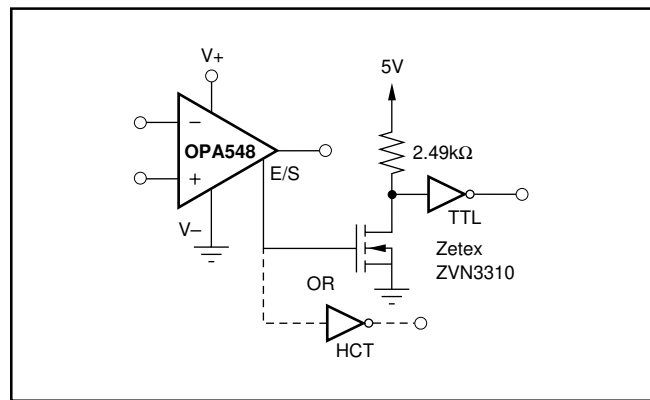 V+
5V
−
OPA548
+
E/S
V–
2.49kΩ
TTL
Zetex
ZVN3310
OR
HCT